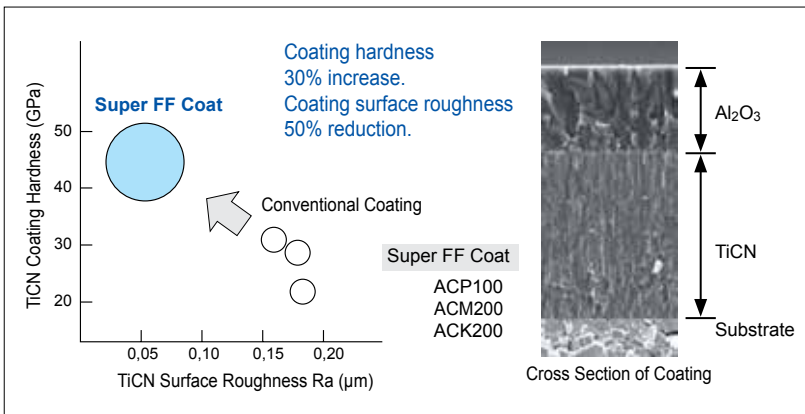 Coating hardness
30% increase.
Coating surface roughness
50% reduction.
Super FF Coat
TiCN Coating Hardness (GPa)
50
40
30
20
Conventional Coating
0,05
0,10
0,15
0,20
TiCN Surface Roughness Ra (µm)
Super FF Coat
ACP100
ACM200
ACK200
Al₂O₃
TiCN
Substrate
Cross Section of Coating